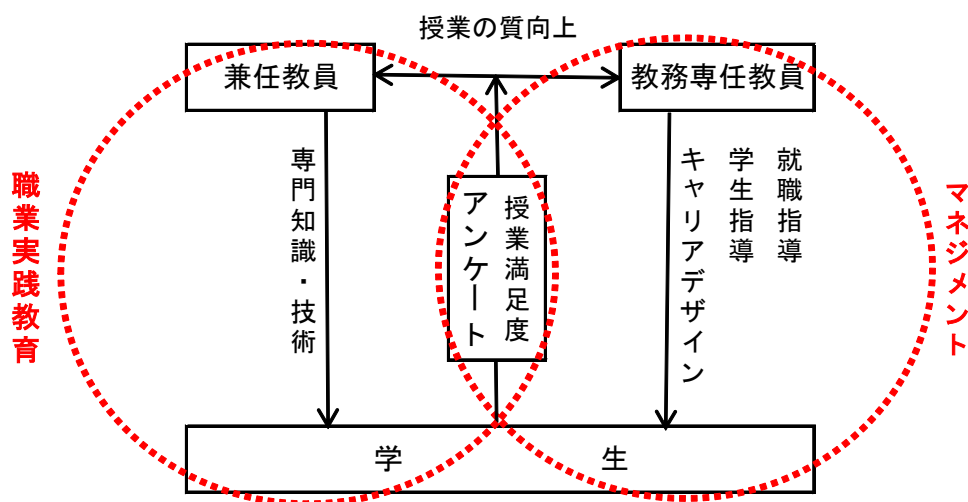 授業の質向上
兼任教員
教務専任教員
職業実践教育
専門知識・技術
授業満足度
アンケート
就職指導
学生指導
キャリアデザイン
マネジメント
学生